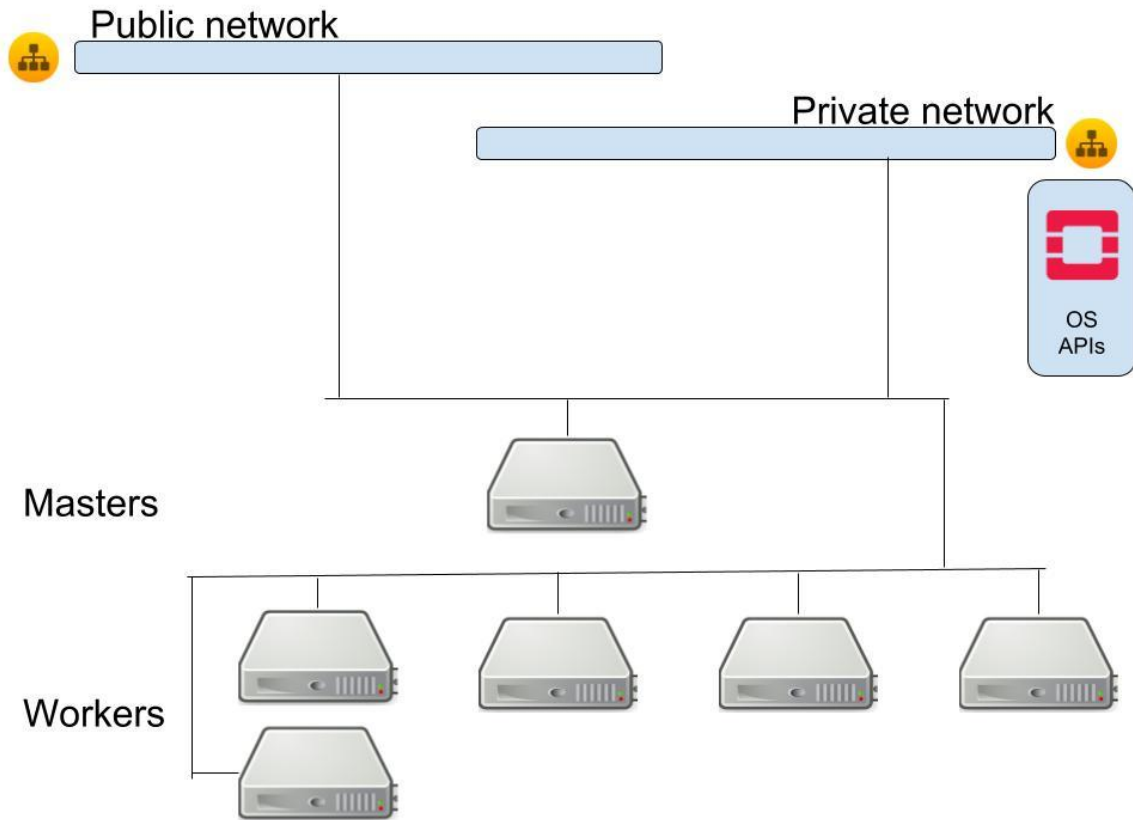 Public network
Private network
OS
APIs
Masters
Workers